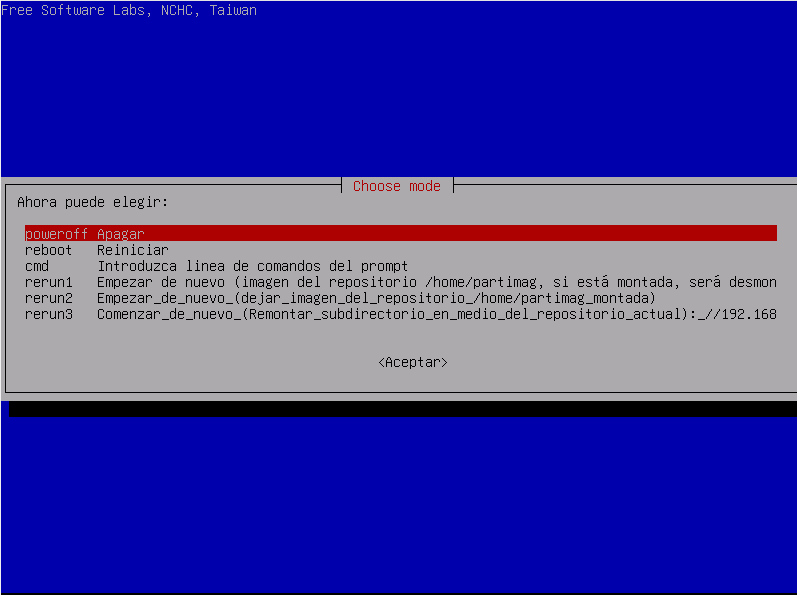 Free Software Labs, NCHC, Taiwan
Choose mode
Ahora puede elegir:
poweroff Apagar
reboot Reiniciar
cmd Introduzca linea de comandos del prompt
rerun1 Empezar de nuevo (imagen del repositorio /home/partimag, si está montada, será desmon
rerun2 Empezar_de_nuevo_(dejar_imagen_del_repositorio_/home/partimag_montada)
rerun3 Comenzar_de_nuevo_(Remontar_subdirectorio_en_medio_del_repositorio_actual):_//192.168
<Aceptar>